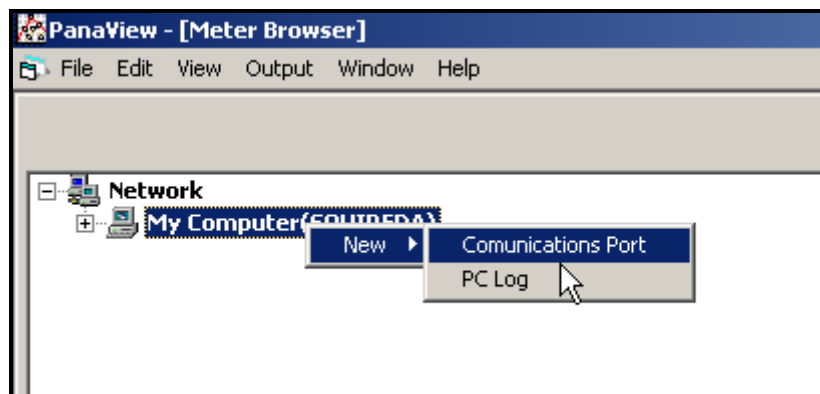 PanaView - [Meter Browser]
File Edit View Output Window Help
Network
My Computer(
New Comunications Port
PC Log